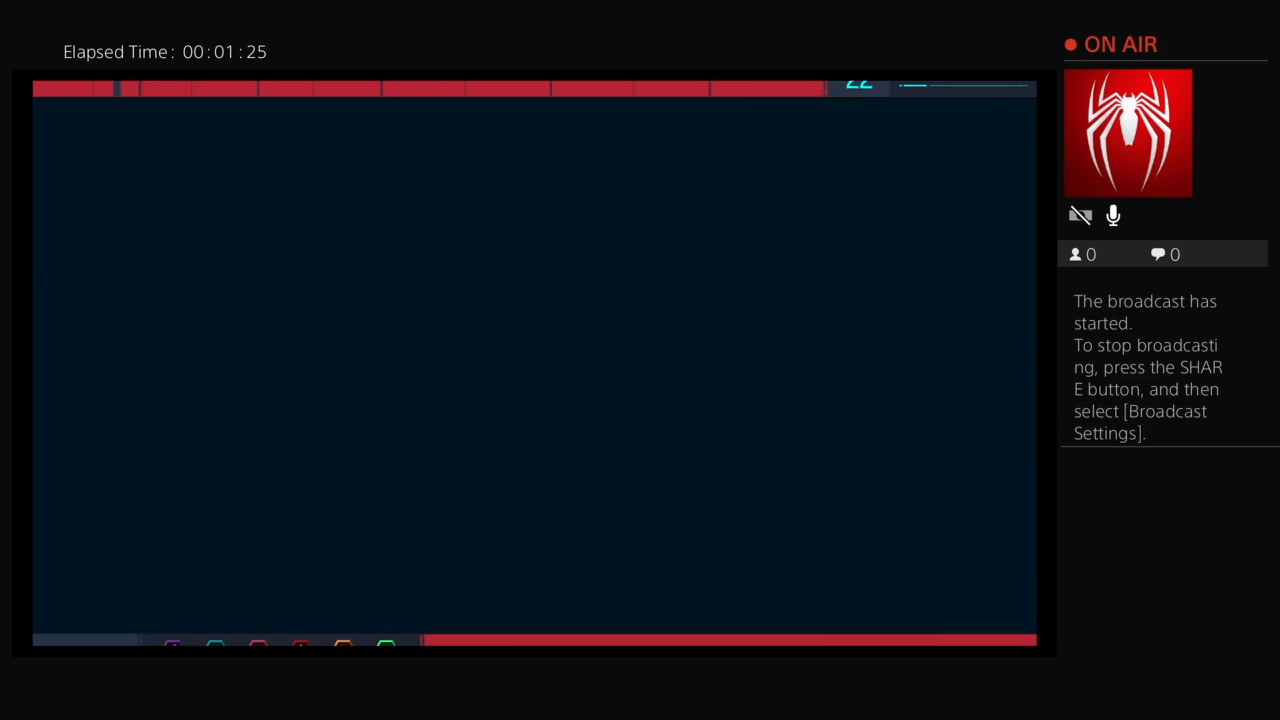 Elapsed Time: 00:01:25
ON AIR
22
0 0
The broadcast has
started.
To stop broadcasti
ng, press the SHAR
E button, and then
select [Broadcast
Settings].